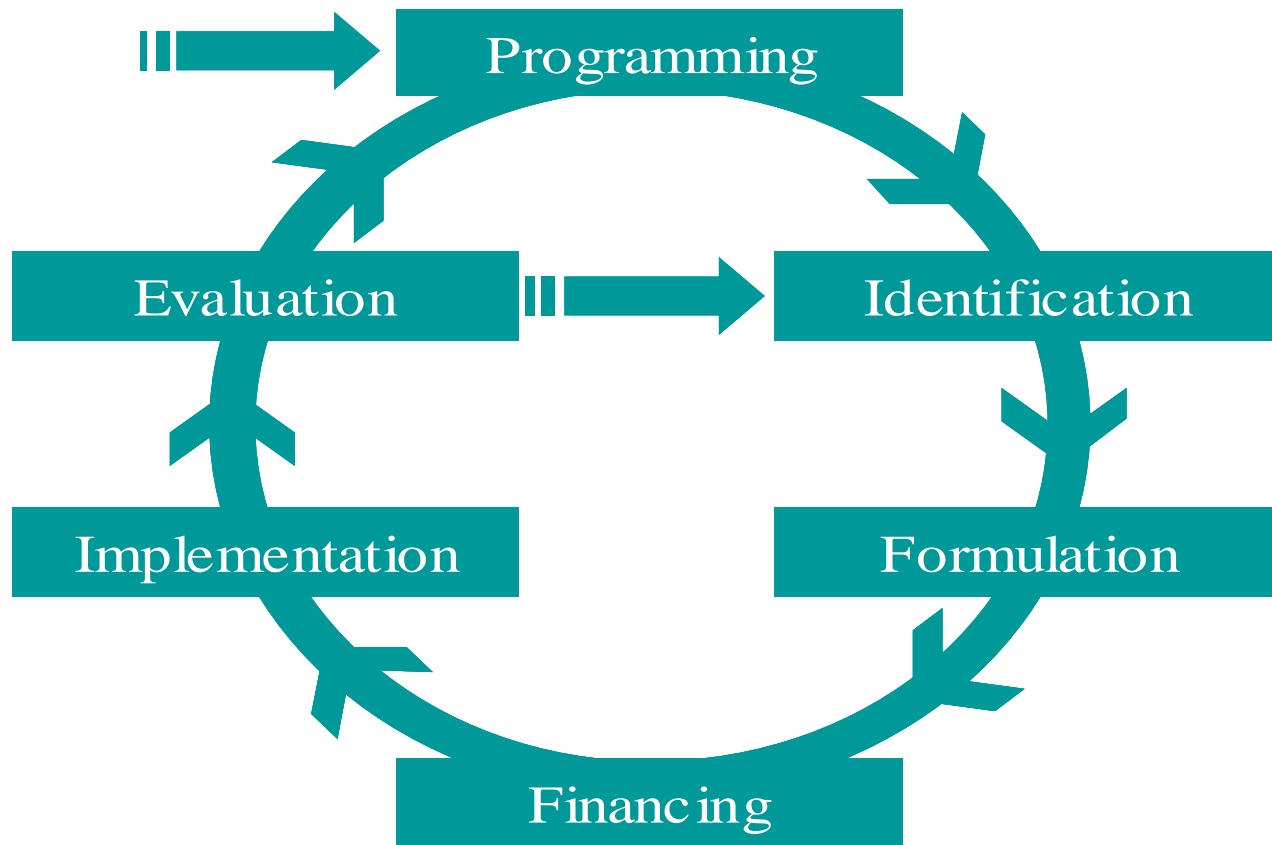 Programming
Evaluation
Identification
Implementation
Formulation
Financing